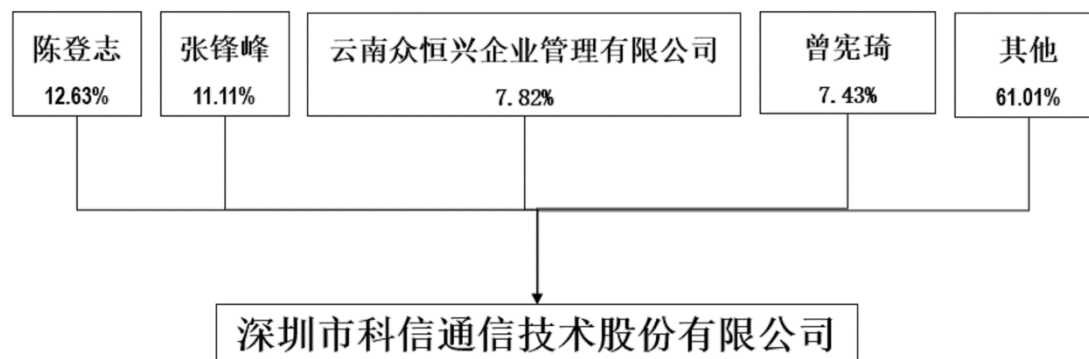 陈登志
12.63%
张锋峰
11.11%
云南众恒兴企业管理有限公司
7.82%
曾宪琦
7.43%
其他
61.01%
深圳市科信通信技术股份有限公司